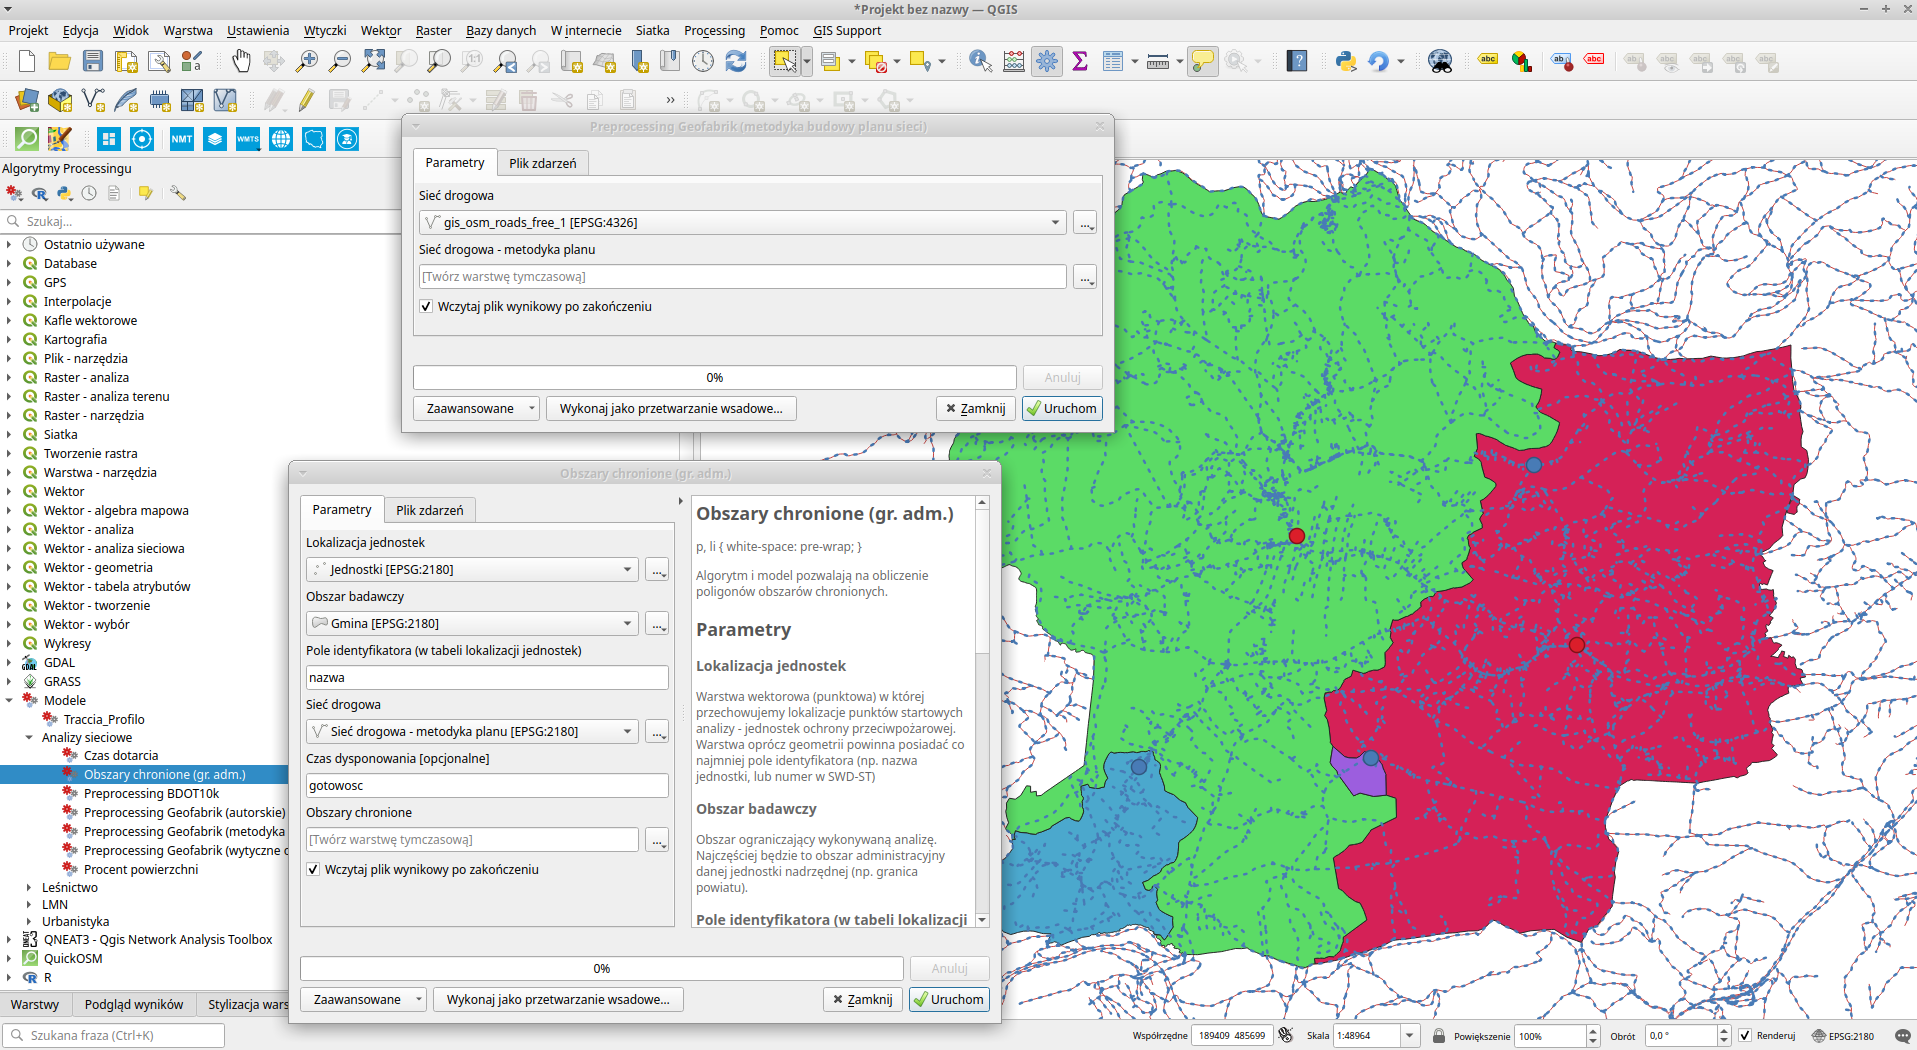 *Projekt bez nazwy — QGIS
Projekt Edycja Widok Warstwa Ustawienia Wtyczki Wektor Raster Bazy danych W internecie Siatka Processing Pomoc GIS Support
abc
abc
ab
abc
NMT
WMTS
Algorytmy Processingu
Szukaj...
Ostatnio używane
Database
GPS
Interpolacje
Kafle wektorowe
Kartografia
Plik - narzędzia
Raster - analiza
Raster - analiza terenu
Raster - narzędzia
Siatka
Tworzenie rastra
Warstwa - narzędzia
Wektor
Wektor - algebra mapowa
Wektor - analiza
Wektor - analiza sieciowa
Wektor - geometria
Wektor - tabela atrybutów
Wektor - tworzenie
Wektor - wybór
Wykresy
GDAL
GRASS
Modele
Traccia_Profilo
Analizy sieciowe
Czas dotarcia
Obszary chronione (gr. adm.)
Preprocessing BDOT10k
Preprocessing Geofabrik (autorskie)
Preprocessing Geofabrik (metodyka
Preprocessing Geofabrik (wytyczne
Procent powierzchni
Leśnictwo
LMN
Urbanistyka
QNEAT3 - Qgis Network Analysis Toolbox
QuickOSM
R
Warstwy Podgląd wyników Stylizacja wars
Szukana fraza (Ctrl+K)
Preprocessing Geofabrik (metodyka budowy planu sieci)
Parametry Plik zdarzeń
Sieć drogowa
gis_osm_roads_free_1 [EPSG:4326]
Sieć drogowa - metodyka planu
[Twórz warstwę tymczasową]
Wczytaj plik wynikowy po zakończeniu
0%
Anuluj
Zaawansowane Wykonaj jako przetwarzanie wsadowe... Zamknij Uruchom
Obszary chronione (gr. adm.)
Parametry Plik zdarzeń
Lokalizacja jednostek
Jednostki [EPSG:2180]
Obszar badawczy
Gmina [EPSG:2180]
Pole identyfikatora (w tabeli lokalizacji jednostek)
nazwa
Sieć drogowa
Sieć drogowa - metodyka planu [EPSG:2180]
Czas dysponowania [opcjonalne]
gotowosc
Obszary chronione
[Twórz warstwę tymczasową]
Wczytaj plik wynikowy po zakończeniu
Obszary chronione (gr. adm.)
p, li { white-space: pre-wrap; }
Algorytm i model pozwalają na obliczenie
poligonów obszarów chronionych.
Parametry
Lokalizacja jednostek
Warstwa wektorowa (punktowa) w której
przechowujemy lokalizacje punktów startowych
analizy - jednostek ochrony przeciwpożarowej.
Warstwa oprócz geometrii powinna posiadać co
najmniej pole identyfikatora (np. nazwa
jednostki, lub numer w SWD-ST)
Obszar badawczy
Obszar ograniczający wykonywaną analizę.
Najczęściej będzie to obszar administracyjny
danej jednostki nadrzędnej (np. granica
powiatu).
Pole identyfikatora (w tabeli lokalizacji
0%
Anuluj
Zaawansowane Wykonaj jako przetwarzanie wsadowe... Zamknij Uruchom
Współrzędne 189409 485699 Skala 1:48964 Powiększenie 100% Obrót 0,0 ° Renderuj EPSG:2180